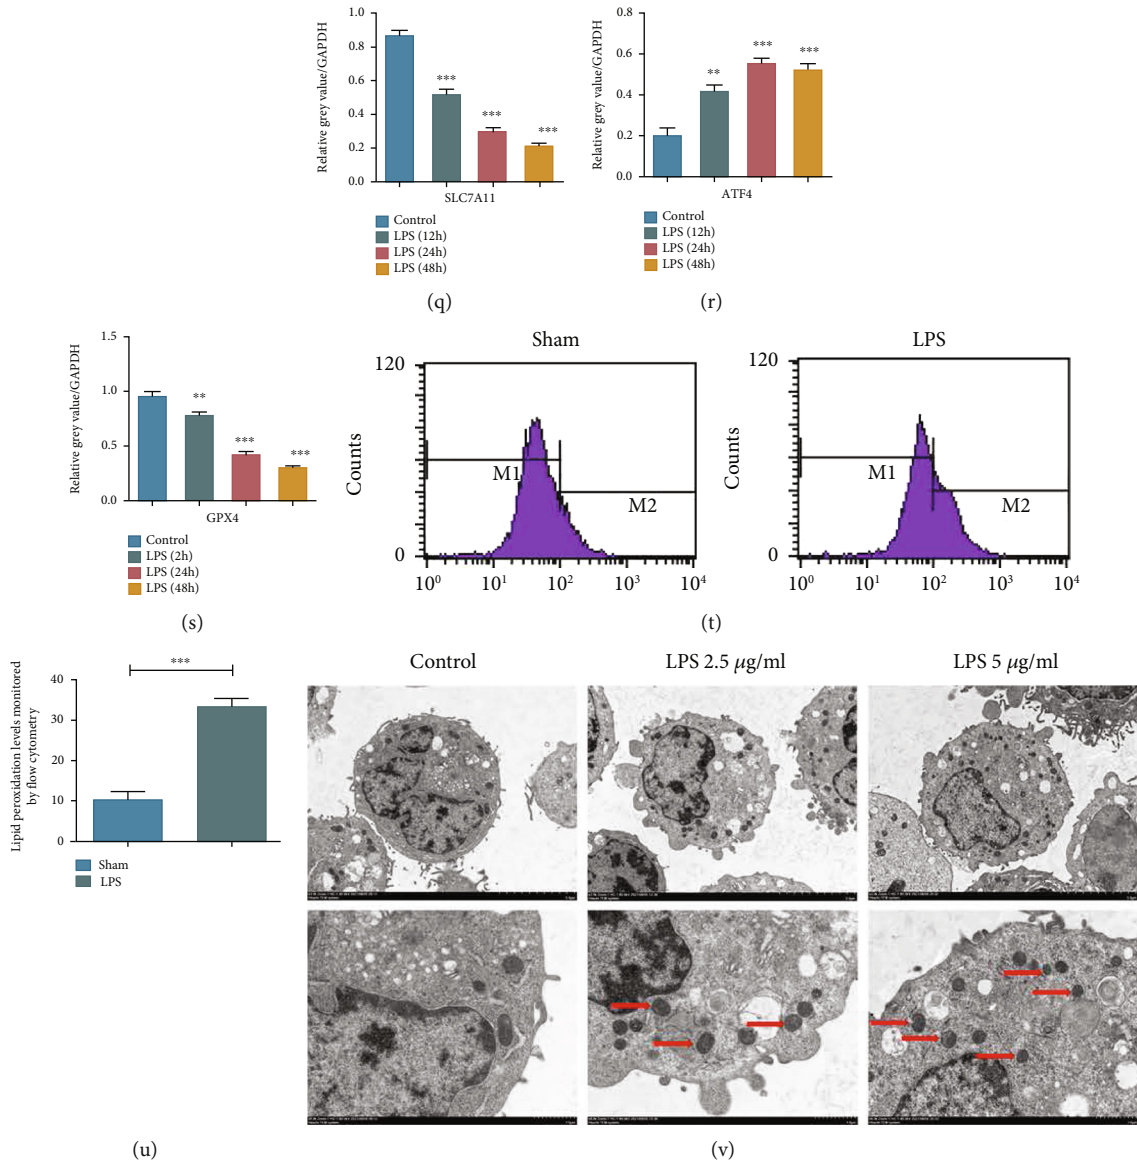 Relative grey value/GAPDH
1.0
0.8
0.6
0.4
0.2
0.0
***
***
***
SLC7A11
Control
LPS (12h)
LPS (24h)
LPS (48h)
(q)
Relative grey value/GAPDH
0.8
0.6
0.4
0.2
0.0
**
***
***
ATF4
Control
LPS (12h)
LPS (24h)
LPS (48h)
(r)
Relative grey value/GAPDH
1.5
1.0
0.5
0.0
**
***
***
GPX4
Control
LPS (2h)
LPS (24h)
LPS (48h)
(s)
Sham
120
Counts
0
M1
M2
10⁰ 10¹ 10² 10³ 10⁴
LPS
120
Counts
0
M1
M2
10⁰ 10¹ 10² 10³ 10⁴
(t)
Lipid peroxidation levels monitored
by flow cytometry
40
30
20
10
0
***
Sham
LPS
(u)
Control
LPS 2.5 μg/ml
LPS 5 μg/ml
(v)